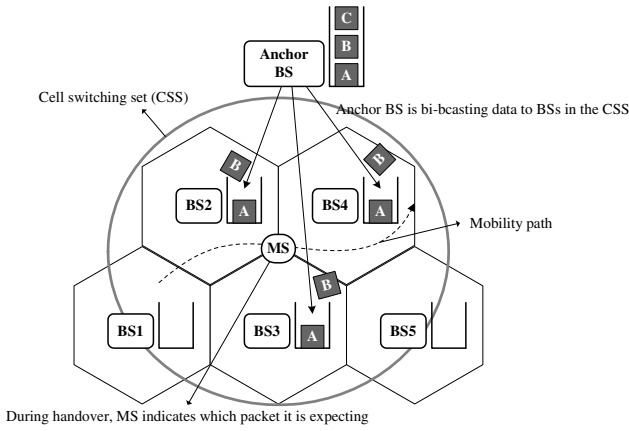 C
Anchor
BS
B
A
Cell switching set (CSS)
Anchor BS is bi-bcasting data to BSs in the CSS
B
B
BS2
A
BS4
A
Mobility path
MS
B
BS1
BS3
A
BS5
During handover, MS indicates which packet it is expecting